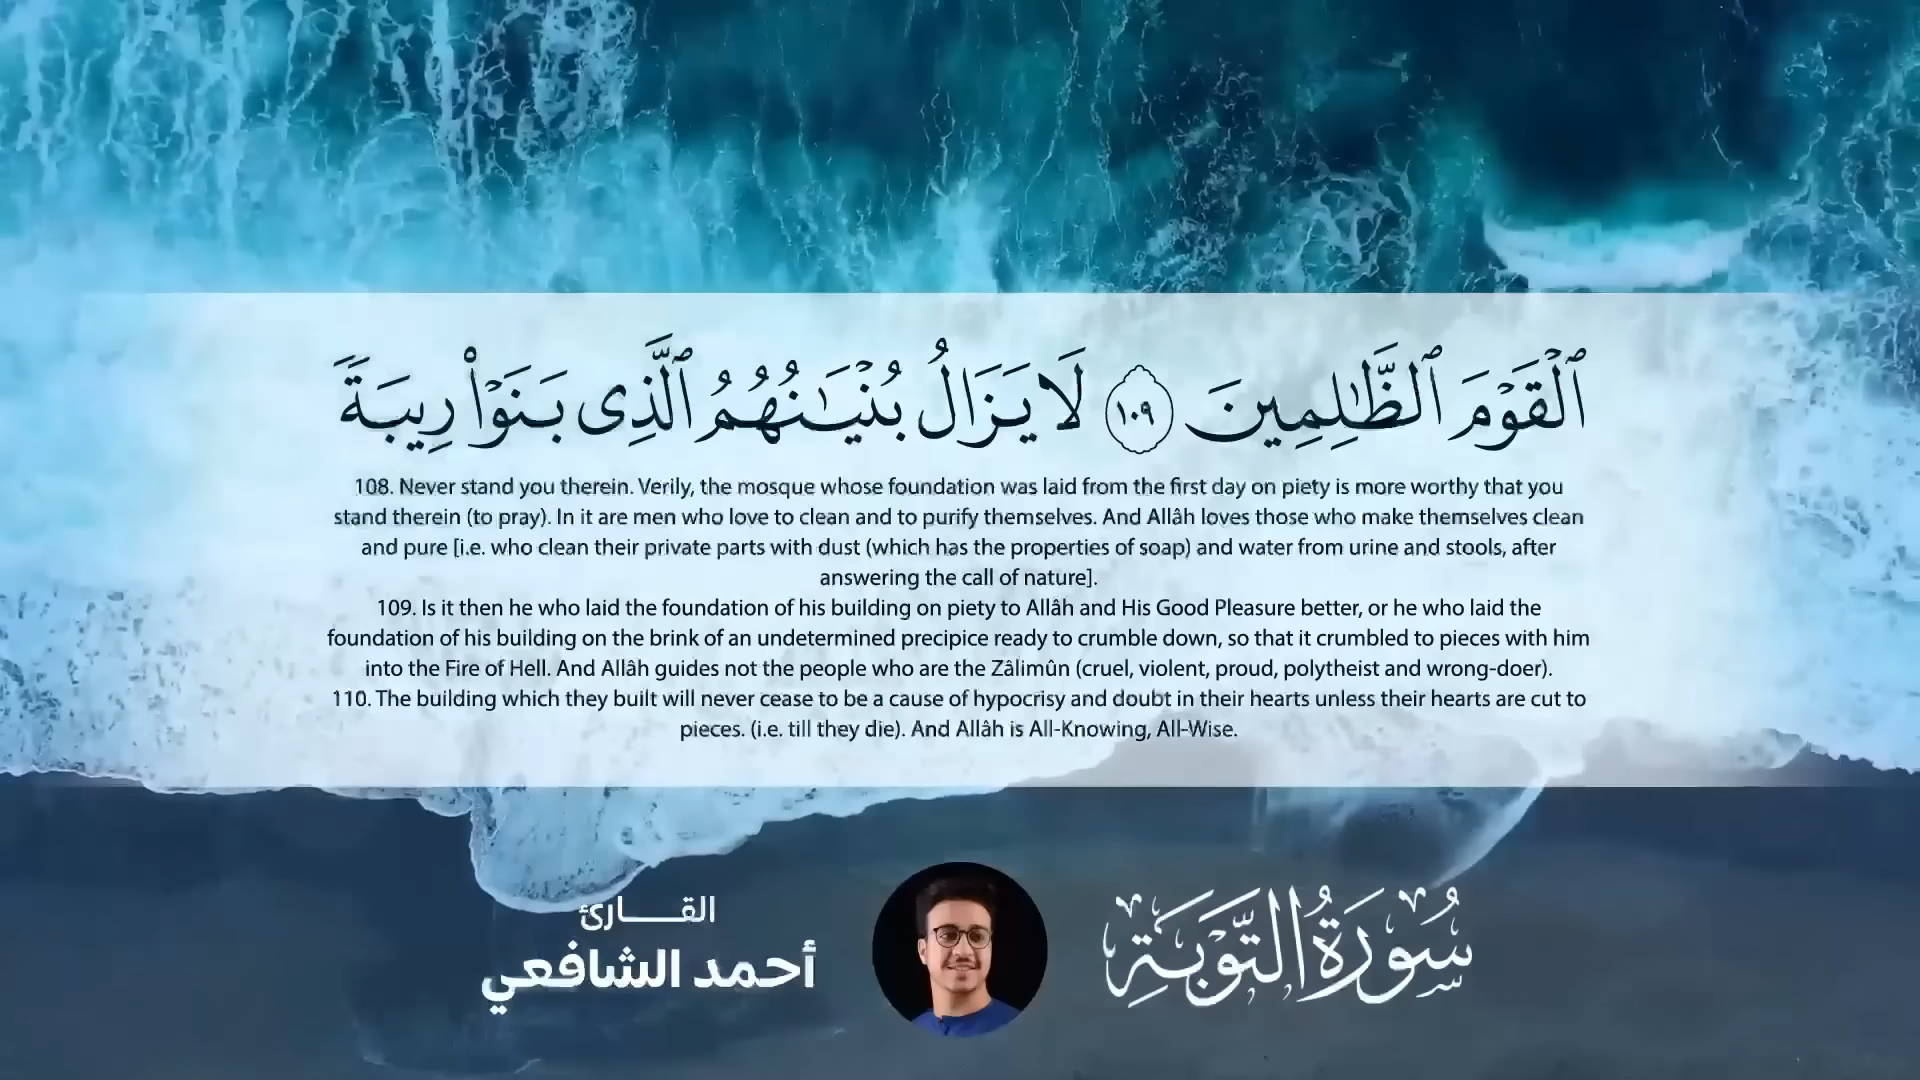 ٱلْقَوْمَ ٱلظَّٰلِمِينَ ١٠٩ لَا يَزَالُ بُنْيَٰنُهُمُ ٱلَّذِى بَنَوْا۟ رِيبَةً
108. Never stand you therein. Verily, the mosque whose foundation was laid from the first day on piety is more worthy that you
stand therein (to pray). In it are men who love to clean and to purify themselves. And Allâh loves those who make themselves clean
and pure [i.e. who clean their private parts with dust (which has the properties of soap) and water from urine and stools, after
answering the call of nature].
109. Is it then he who laid the foundation of his building on piety to Allâh and His Good Pleasure better, or he who laid the
foundation of his building on the brink of an undetermined precipice ready to crumble down, so that it crumbled to pieces with him
into the Fire of Hell. And Allâh guides not the people who are the Zâlimûn (cruel, violent, proud, polytheist and wrong-doer).
110. The building which they built will never cease to be a cause of hypocrisy and doubt in their hearts unless their hearts are cut to
pieces. (i.e. till they die). And Allâh is All-Knowing, All-Wise.
سُورَةُ التَّوْبَةِ
القـــــارئ
أحمد الشافعي